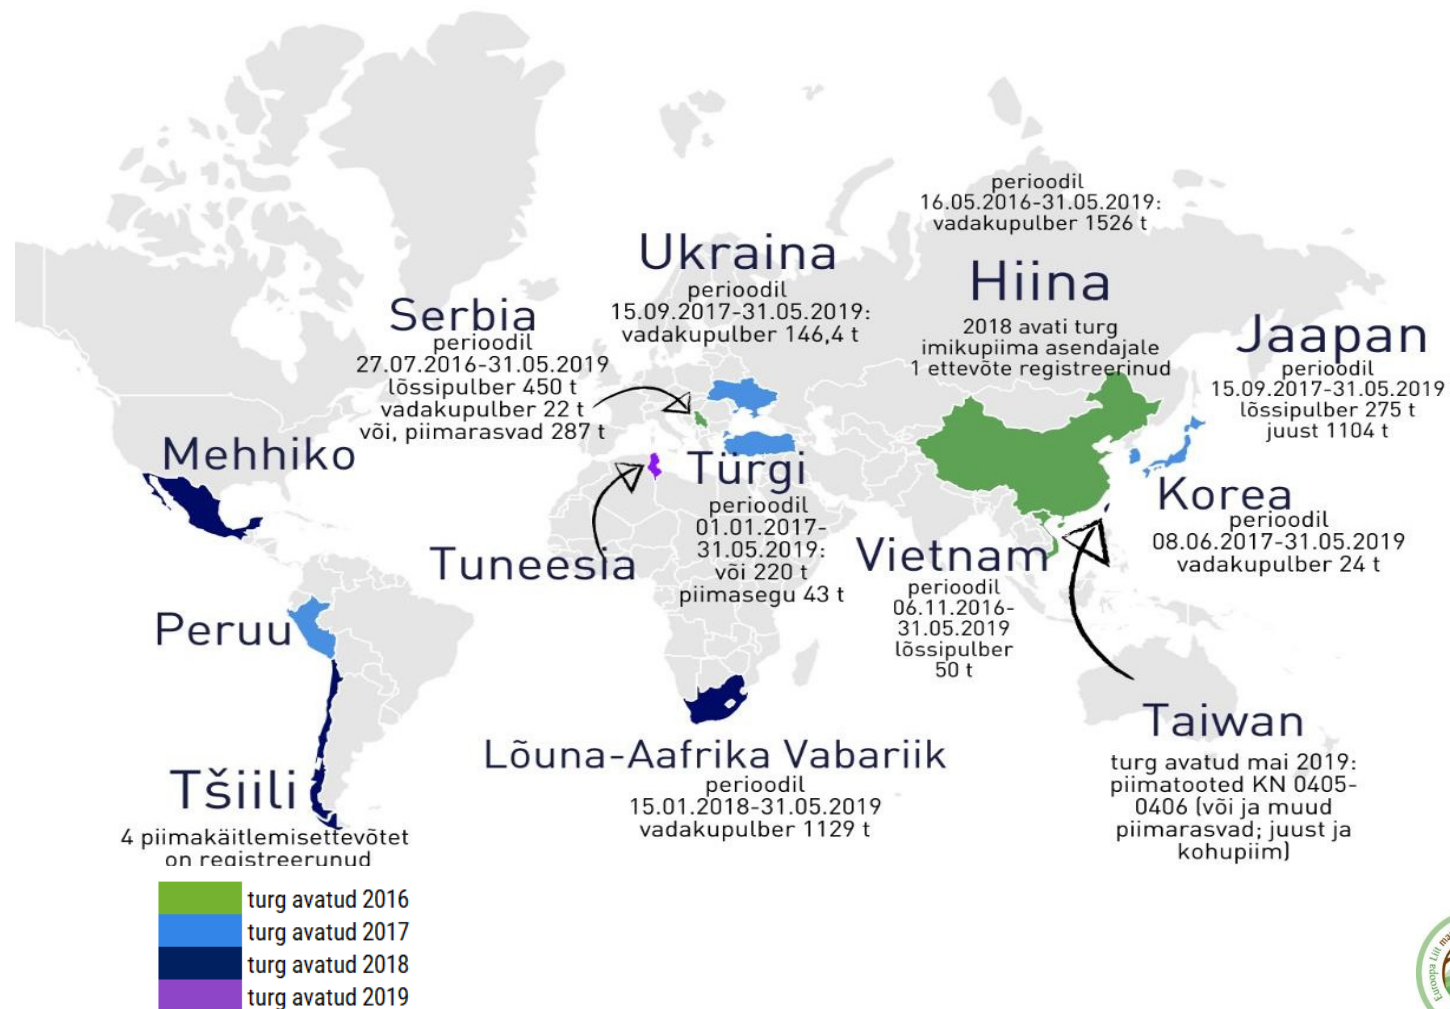 perioodil
16.05.2016-31.05.2019:
vadakupulber 1526 t
Hiina
2018 avati turg
imikupiima asendajale
1 ettevõte registreerinud
Ukraina
perioodil
15.09.2017-31.05.2019:
vadakupulber 146,4 t
Serbia
perioodil
27.07.2016-31.05.2019
lõssipulber 450 t
vadakupulber 22 t
või, piimarasvad 287 t
Jaapan
perioodil
15.09.2017-31.05.2019
lõssipulber 275 t
juust 1104 t
Mehhiko
Türgi
perioodil
01.01.2017-
31.05.2019:
või 220 t
piimasegu 43 t
Korea
perioodil
08.06.2017-31.05.2019
vadakupulber 24 t
Tuneesia
Vietnam
perioodil
06.11.2016-
31.05.2019
lõssipulber
50 t
Peruu
Taiwan
turg avatud mai 2019:
piimatooted KN 0405-
0406 (või ja muud
piimarasvad; juust ja
kohupiim)
Lõuna-Aafrika Vabariik
perioodil
15.01.2018-31.05.2019
vadakupulber 1129 t
Tšiili
4 piimakäitlemisettevõtet
on registreerunud
turg avatud 2016
turg avatud 2017
turg avatud 2018
turg avatud 2019
Euroopa Liit